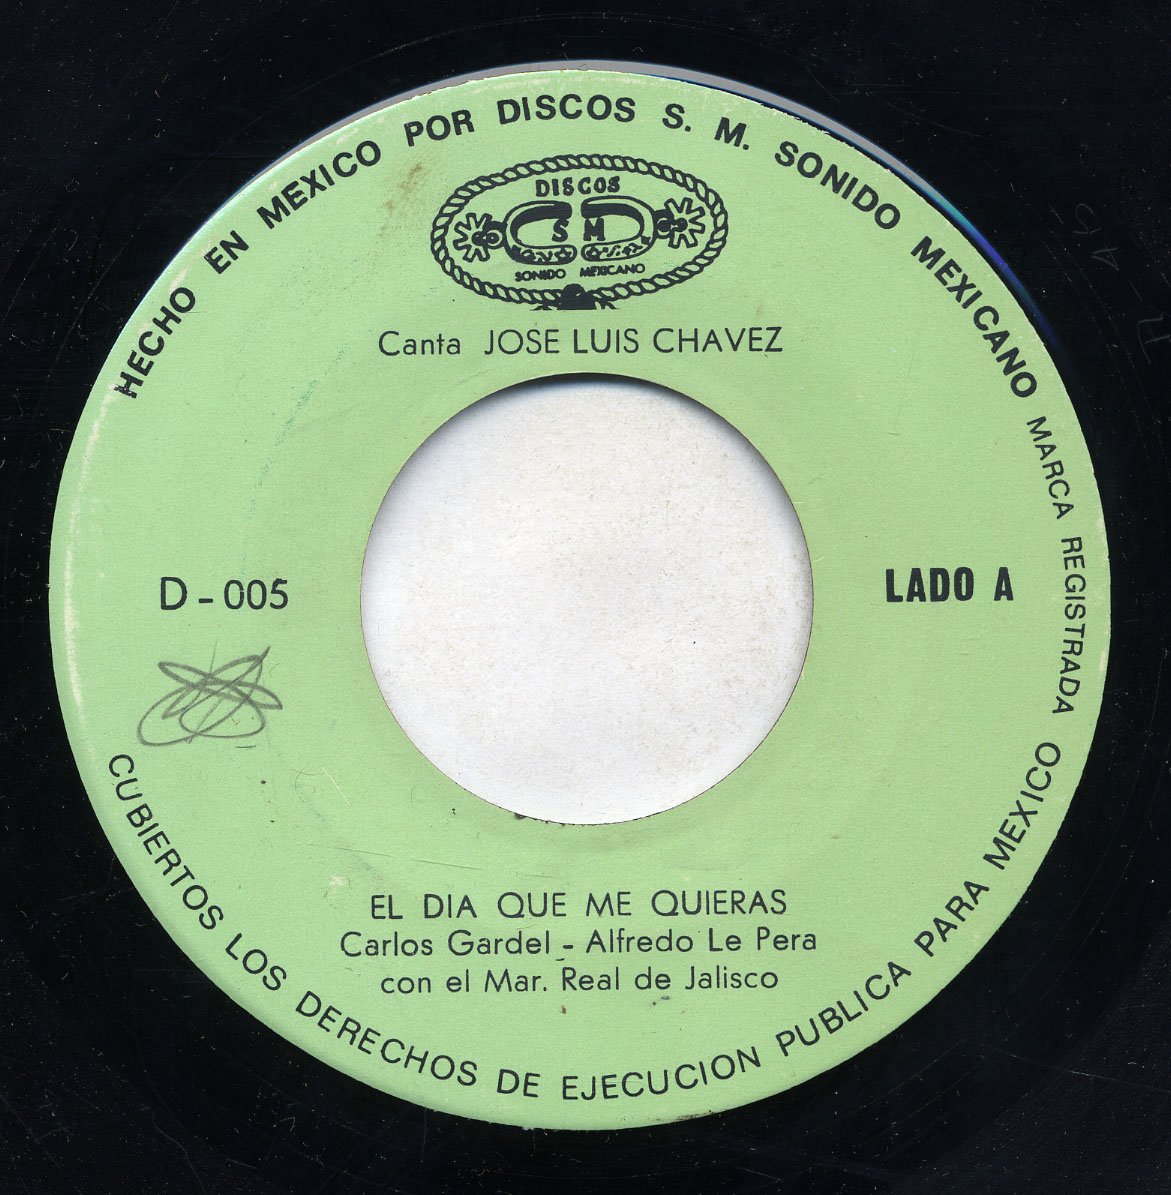 HECHO EN MEXICO POR DISCOS S. M. SONIDO MEXICANO MARCA REGISTRADA
DISCOS
S M
SONIDO MEXICANO
Canta JOSE LUIS CHAVEZ
D - 005
LADO A
EL DIA QUE ME QUIERAS
Carlos Gardel - Alfredo Le Pera
con el Mar. Real de Jalisco
CUBIERTOS LOS DERECHOS DE EJECUCION PUBLICA PARA MEXICO